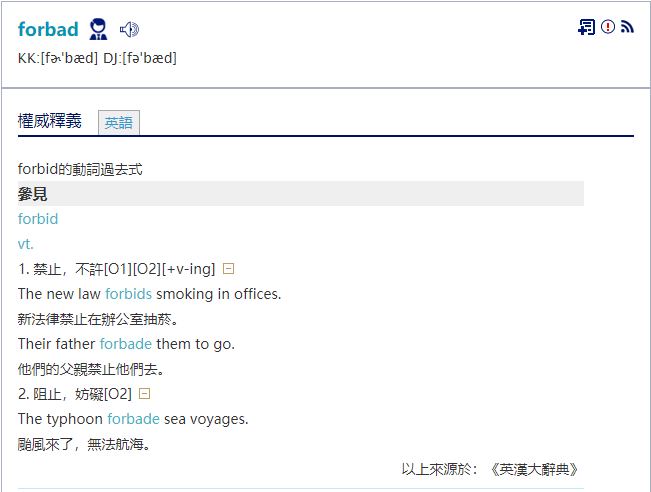 forbad
KK:[fɚˋbæd] DJ:[fəˋbæd]
權威釋義 英語
forbid的動詞過去式
參見
forbid
vt.
1. 禁止，不許[O1][O2][+v-ing]
The new law forbids smoking in offices.
新法律禁止在辦公室抽菸。
Their father forbade them to go.
他們的父親禁止他們去。
2. 阻止，妨礙[O2]
The typhoon forbade sea voyages.
颱風來了，無法航海。
以上來源於：《英漢大辭典》